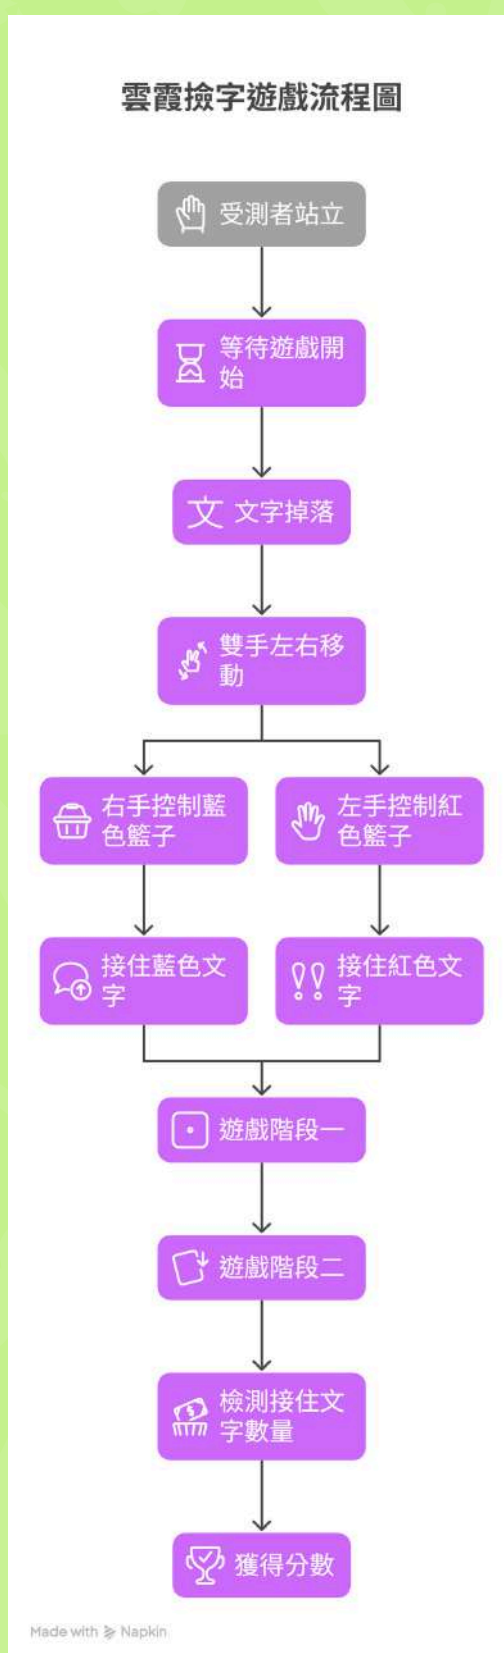 雲霞撿字遊戲流程圖
受測者站立
等待遊戲開
始
文 文字掉落
雙手左右移
動
右手控制藍
色籃子
左手控制紅
色籃子
接住藍色文
字
接住紅色文
字
遊戲階段一
遊戲階段二
檢測接住文
字數量
獲得分數
Made with Napkin